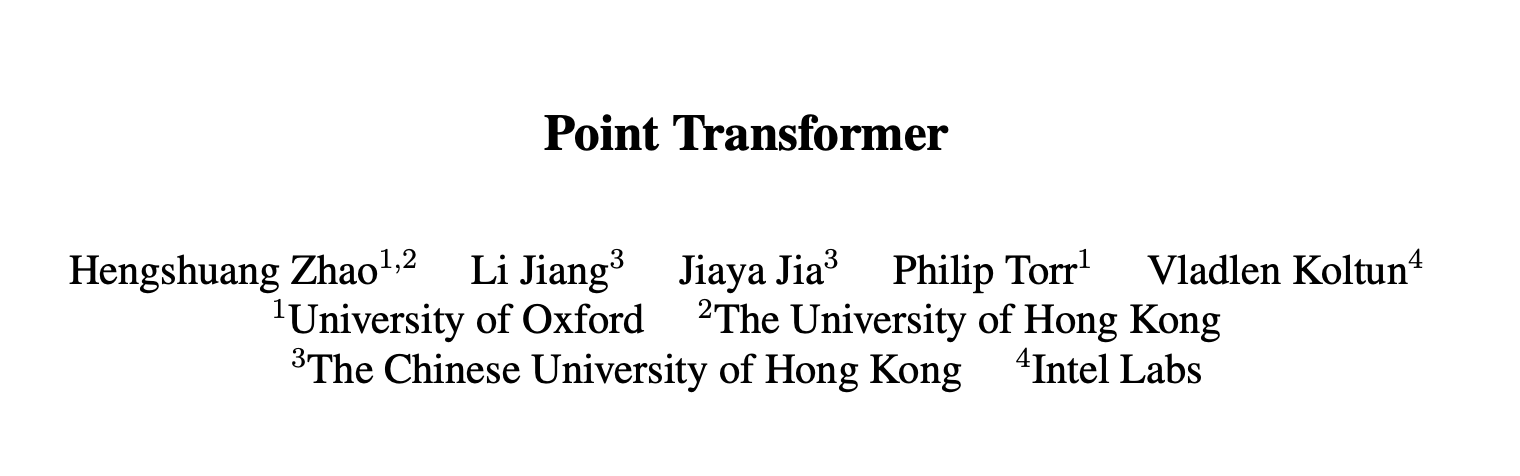 Point Transformer
Hengshuang Zhao¹,² Li Jiang³ Jiaya Jia³ Philip Torr¹ Vladlen Koltun⁴
¹University of Oxford ²The University of Hong Kong
³The Chinese University of Hong Kong ⁴Intel Labs